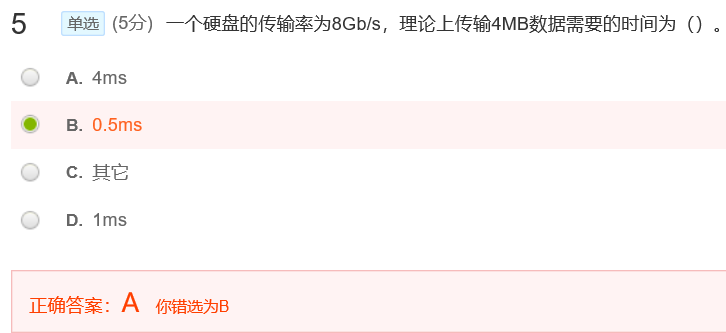 5 单选 (5分) 一个硬盘的传输率为8Gb/s，理论上传输4MB数据需要的时间为（）。
A. 4ms
B. 0.5ms
C. 其它
D. 1ms
正确答案：A 你错选为B